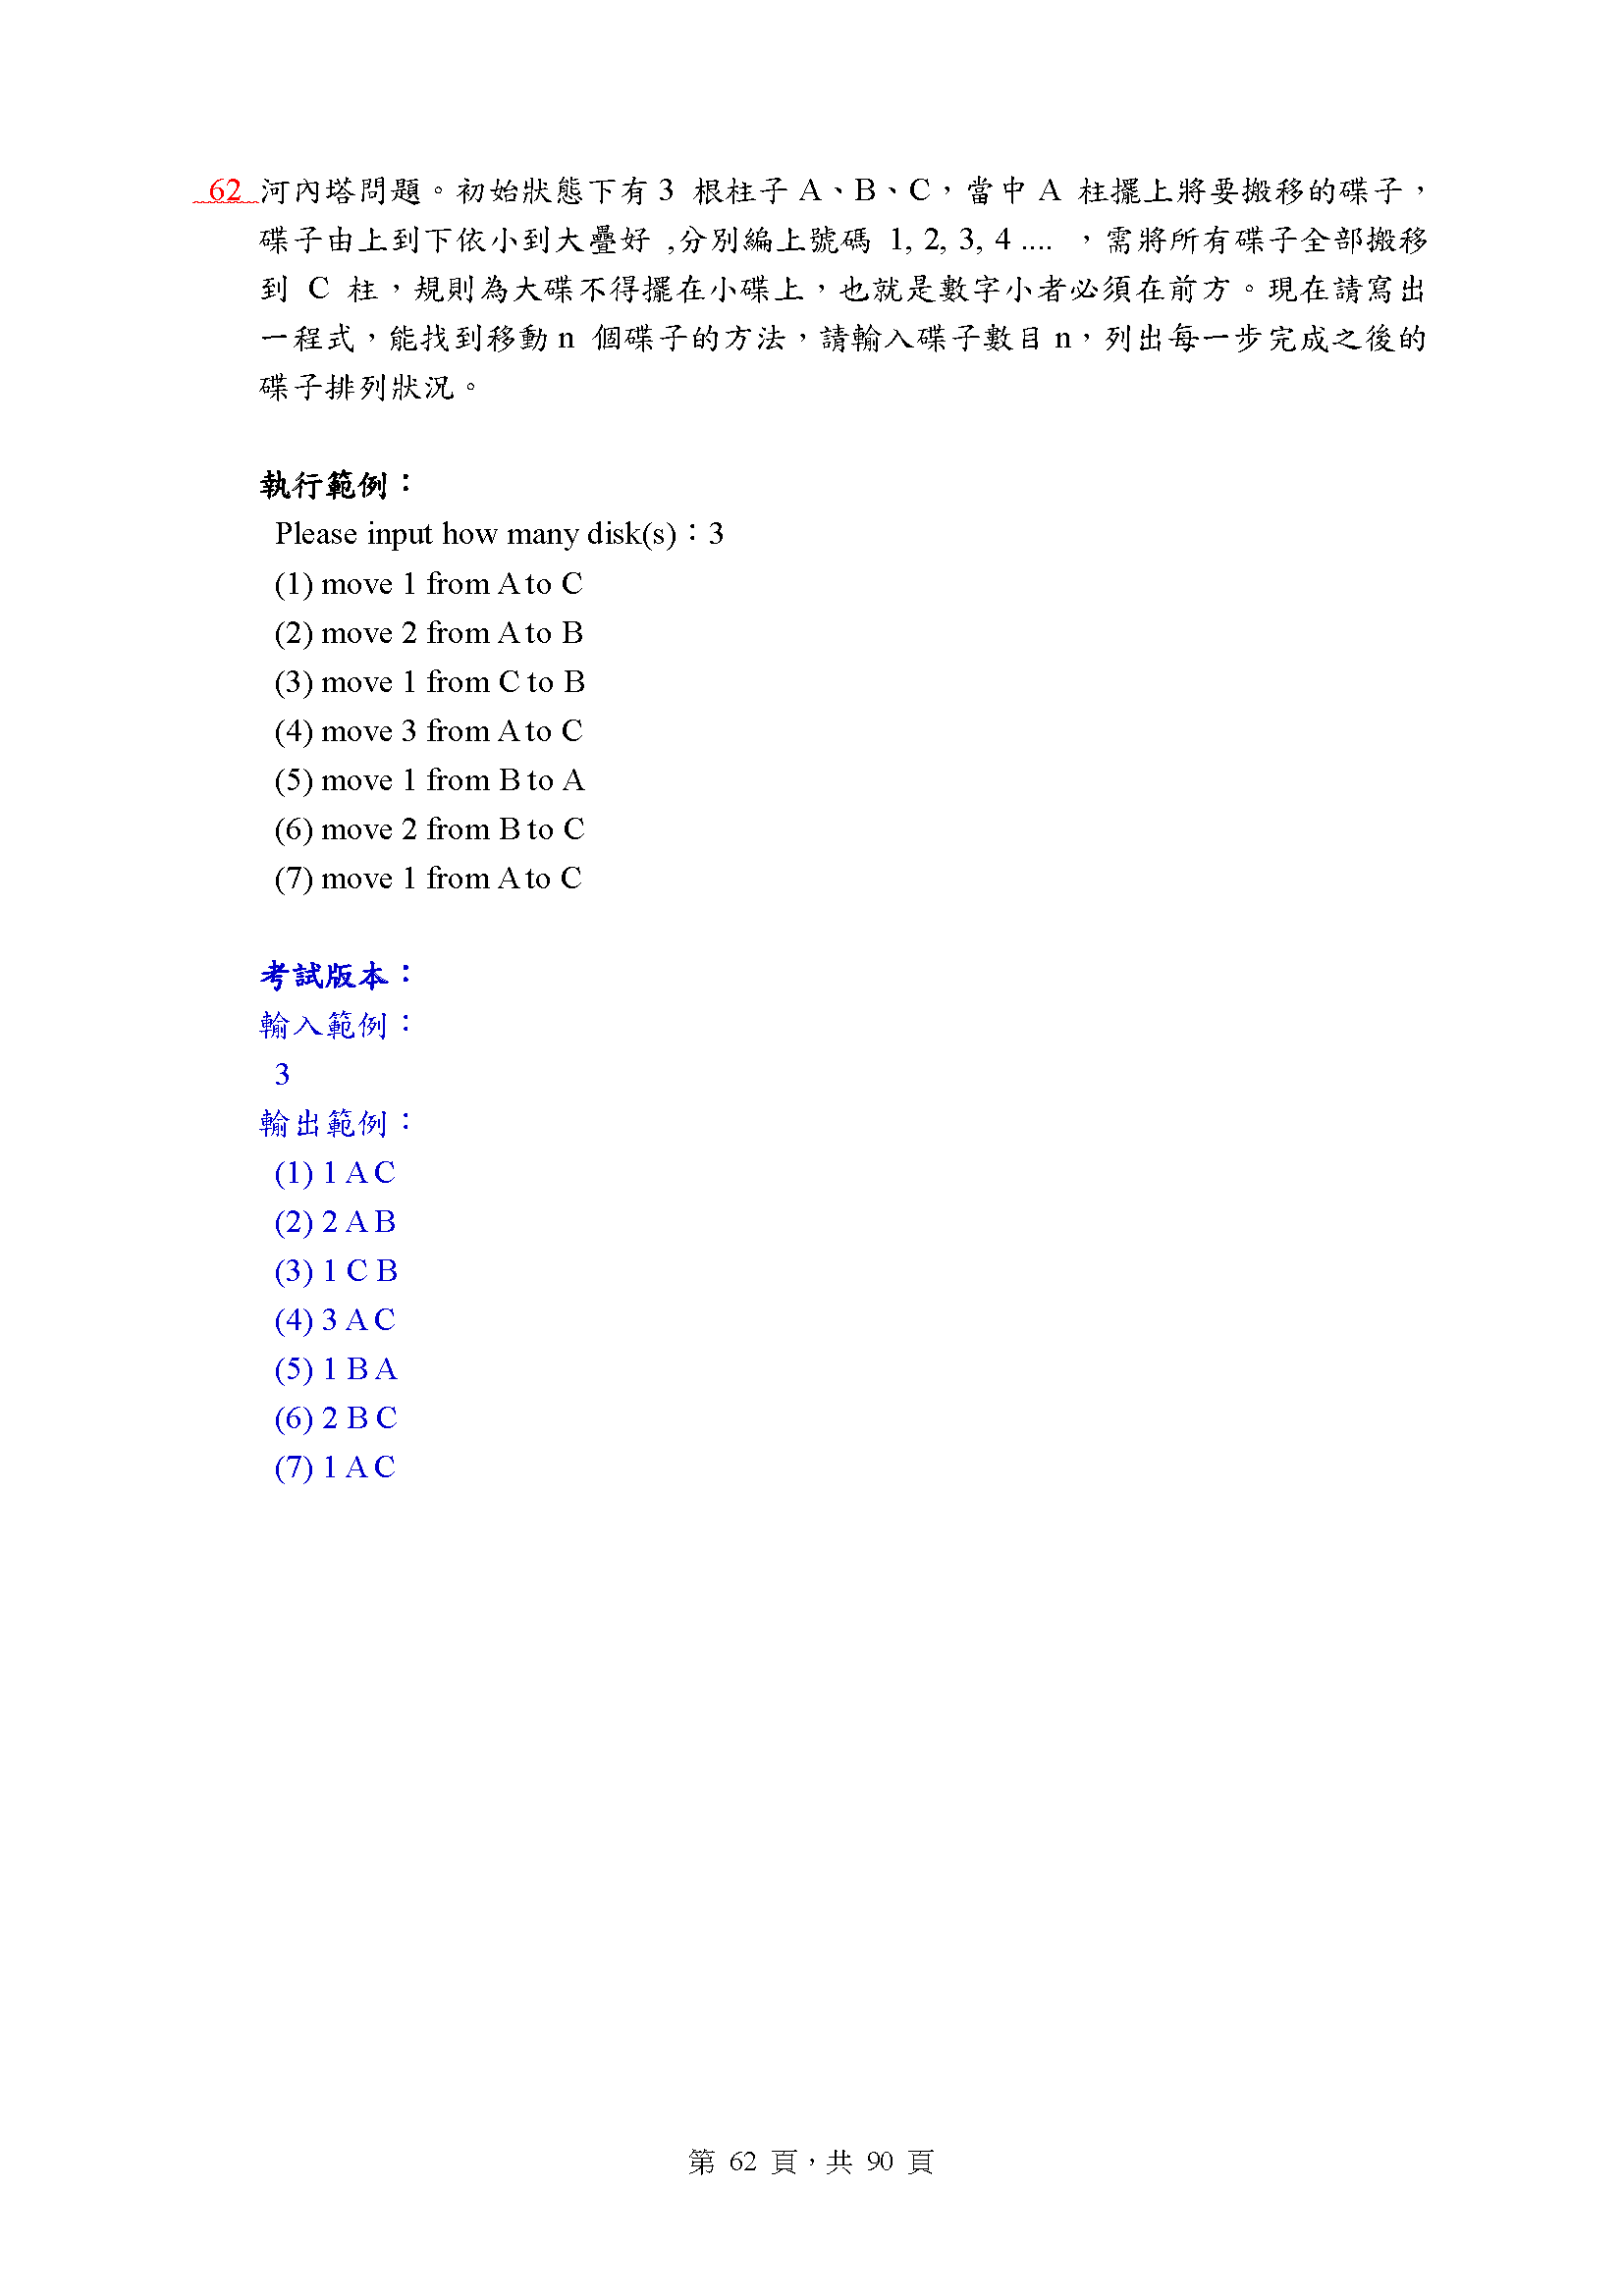 62 河內塔問題。初始狀態下有 3 根柱子 A、B、C，當中 A 柱擺上將要搬移的碟子，
碟子由上到下依小到大疊好 ,分別編上號碼 1, 2, 3, 4 .... ，需將所有碟子全部搬移
到 C 柱，規則為大碟不得擺在小碟上，也就是數字小者必須在前方。現在請寫出
一程式，能找到移動 n 個碟子的方法，請輸入碟子數目 n，列出每一步完成之後的
碟子排列狀況。
執行範例：
Please input how many disk(s)：3
(1) move 1 from A to C
(2) move 2 from A to B
(3) move 1 from C to B
(4) move 3 from A to C
(5) move 1 from B to A
(6) move 2 from B to C
(7) move 1 from A to C
考試版本：
輸入範例：
3
輸出範例：
(1) 1 A C
(2) 2 A B
(3) 1 C B
(4) 3 A C
(5) 1 B A
(6) 2 B C
(7) 1 A C
第 62 頁，共 90 頁